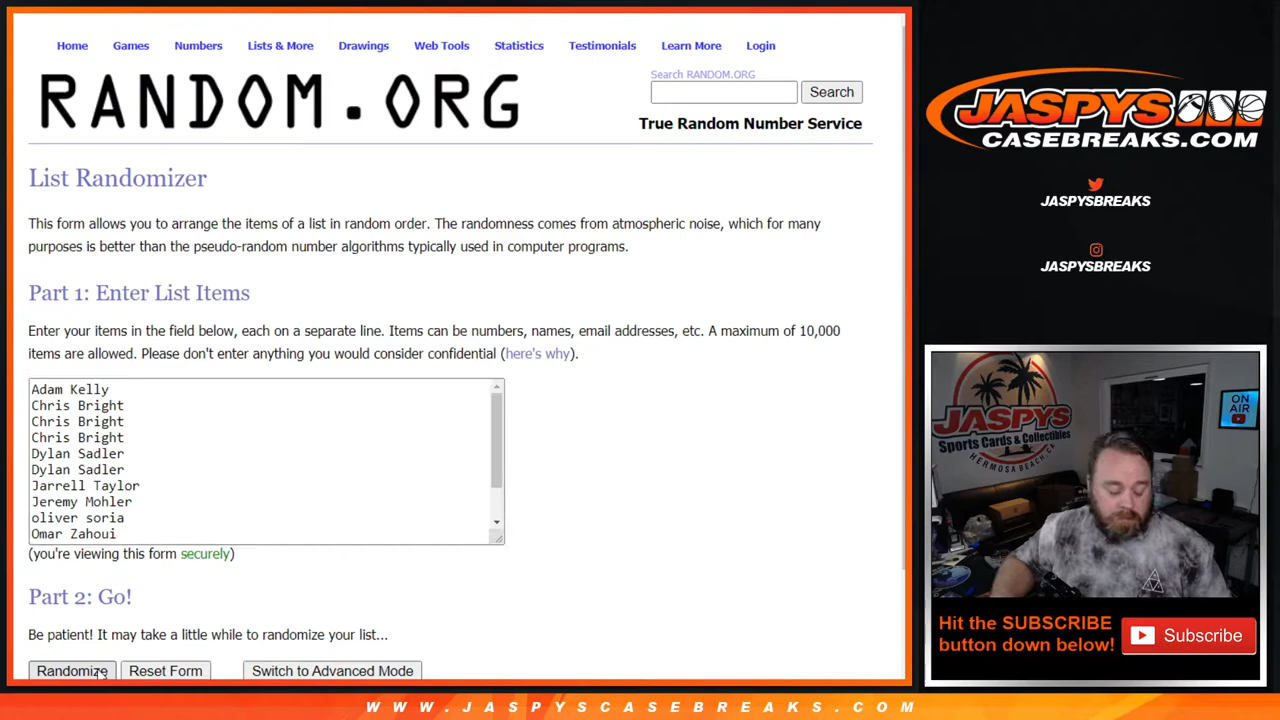 Home Games Numbers Lists & More Drawings Web Tools Statistics Testimonials Learn More Login
RANDOM.ORG
Search RANDOM.ORG
Search
True Random Number Service
List Randomizer
This form allows you to arrange the items of a list in random order. The randomness comes from atmospheric noise, which for many
purposes is better than the pseudo-random number algorithms typically used in computer programs.
Part 1: Enter List Items
Enter your items in the field below, each on a separate line. Items can be numbers, names, email addresses, etc. A maximum of 10,000
items are allowed. Please don't enter anything you would consider confidential (here's why).
Adam Kelly
Chris Bright
Chris Bright
Chris Bright
Dylan Sadler
Dylan Sadler
Jarrell Taylor
Jeremy Mohler
oliver soria
Omar Zahoui
(you're viewing this form securely)
Part 2: Go!
Be patient! It may take a little while to randomize your list...
Randomize Reset Form Switch to Advanced Mode
JASPYS
CASEBREAKS.COM
JASPYSBREAKS
JASPYSBREAKS
JASPYS
Sports Cards & Collectibles
HERMOSA BEACH, CA
ON
AIR
Hit the SUBSCRIBE
button down below!
Subscribe
WWW.JASPYSCASEBREAKS.COM